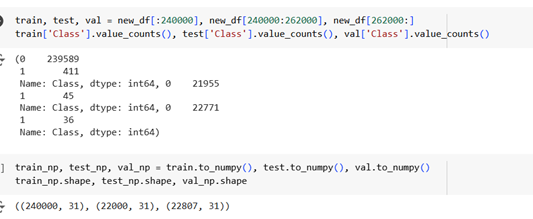 train, test, val = new_df[:240000], new_df[240000:262000], new_df[262000:]
train['Class'].value_counts(), test['Class'].value_counts(), val['Class'].value_counts()
(0    239589
 1       411
 Name: Class, dtype: int64, 0    21955
 1       45
 Name: Class, dtype: int64, 0    22771
 1       36
 Name: Class, dtype: int64)
] train_np, test_np, val_np = train.to_numpy(), test.to_numpy(), val.to_numpy()
train_np.shape, test_np.shape, val_np.shape
((240000, 31), (22000, 31), (22807, 31))